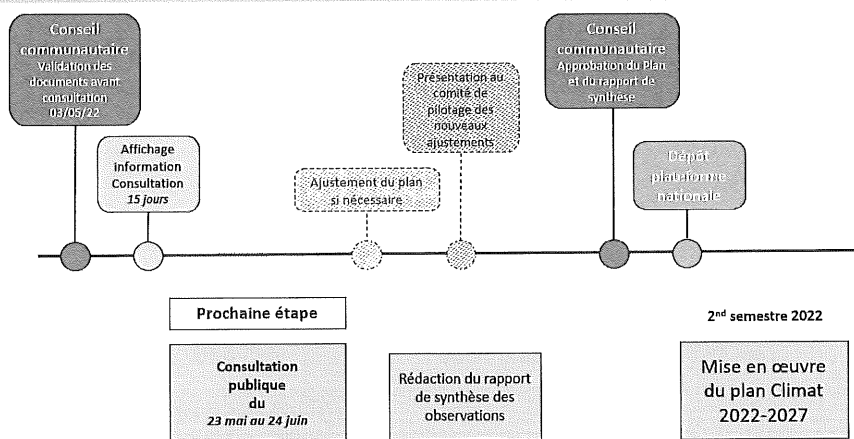 Conseil
communautaire
Validation des
documents avant
consultation
03/05/22
Affichage
information
Consultation
15 jours
Ajustement du plan
si nécessaire
Présentation au
comité de
pilotage des
nouveaux
ajustements
Conseil
communautaire
Approbation du Plan
et du rapport de
synthèse
Dépôt
plateforme
nationale
Prochaine étape
2nd semestre 2022
Consultation
publique
du
23 mai au 24 juin
Rédaction du rapport
de synthèse des
observations
Mise en œuvre
du plan Climat
2022-2027